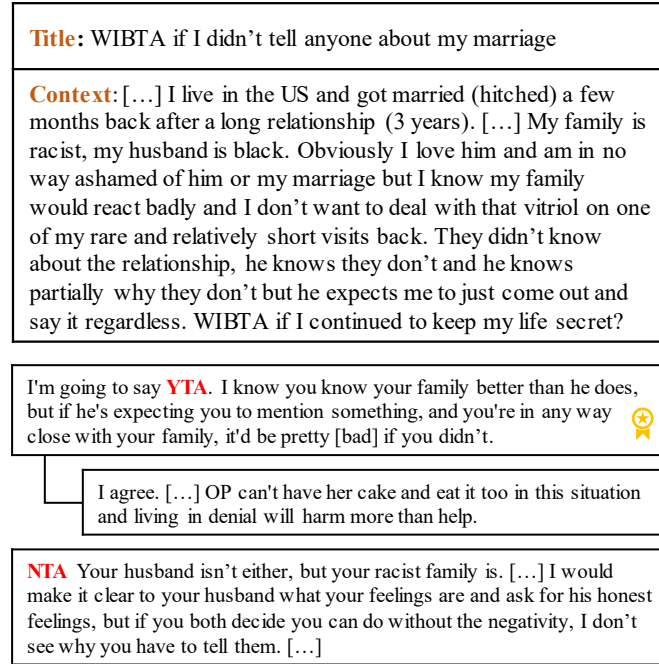 Title: WIBTA if I didn’t tell anyone about my marriage
Context: […] I live in the US and got married (hitched) a few
months back after a long relationship (3 years). […] My family is
racist, my husband is black. Obviously I love him and am in no
way ashamed of him or my marriage but I know my family
would react badly and I don’t want to deal with that vitriol on one
of my rare and relatively short visits back. They didn’t know
about the relationship, he knows they don’t and he knows
partially why they don’t but he expects me to just come out and
say it regardless. WIBTA if I continued to keep my life secret?
I'm going to say YTA. I know you know your family better than he does,
but if he's expecting you to mention something, and you're in any way
close with your family, it'd be pretty [bad] if you didn’t.
I agree. […] OP can't have her cake and eat it too in this situation
and living in denial will harm more than help.
NTA Your husband isn’t either, but your racist family is. […] I would
make it clear to your husband what your feelings are and ask for his honest
feelings, but if you both decide you can do without the negativity, I don’t
see why you have to tell them. […]